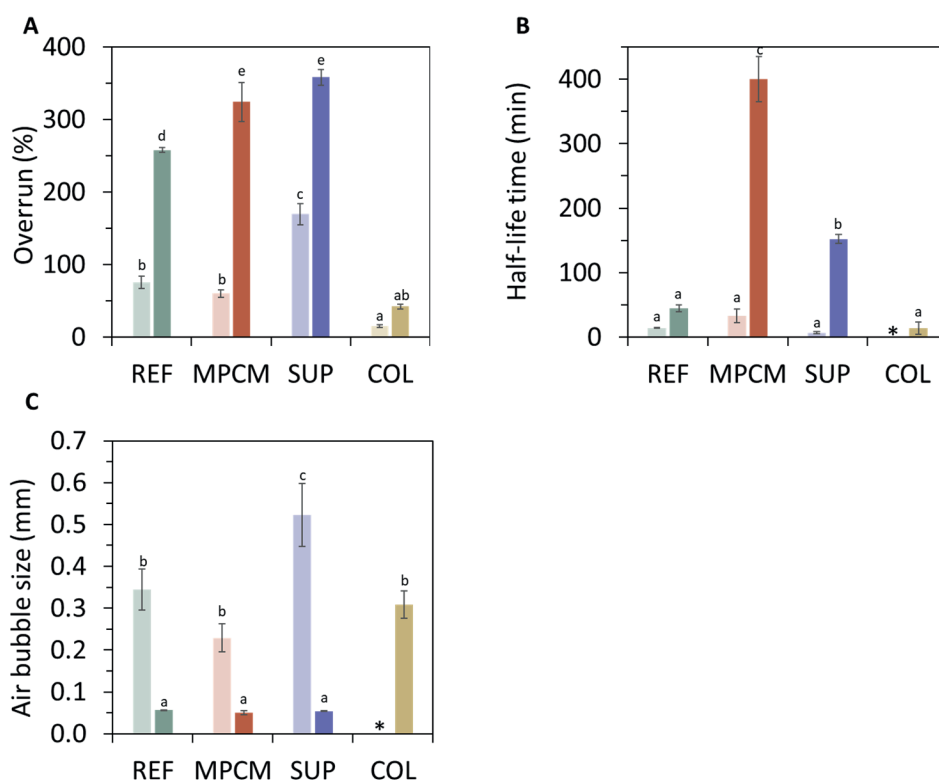 A
Overrun (%)
400
300
200
100
0
b
d
b
e
c
e
a
ab
REF MPCM SUP COL
B
Half-life time (min)
400
300
200
100
0
a
a
a
c
a
b
*
a
REF MPCM SUP COL
C
Air bubble size (mm)
0.7
0.6
0.5
0.4
0.3
0.2
0.1
0.0
b
a
b
a
c
a
*
b
REF MPCM SUP COL